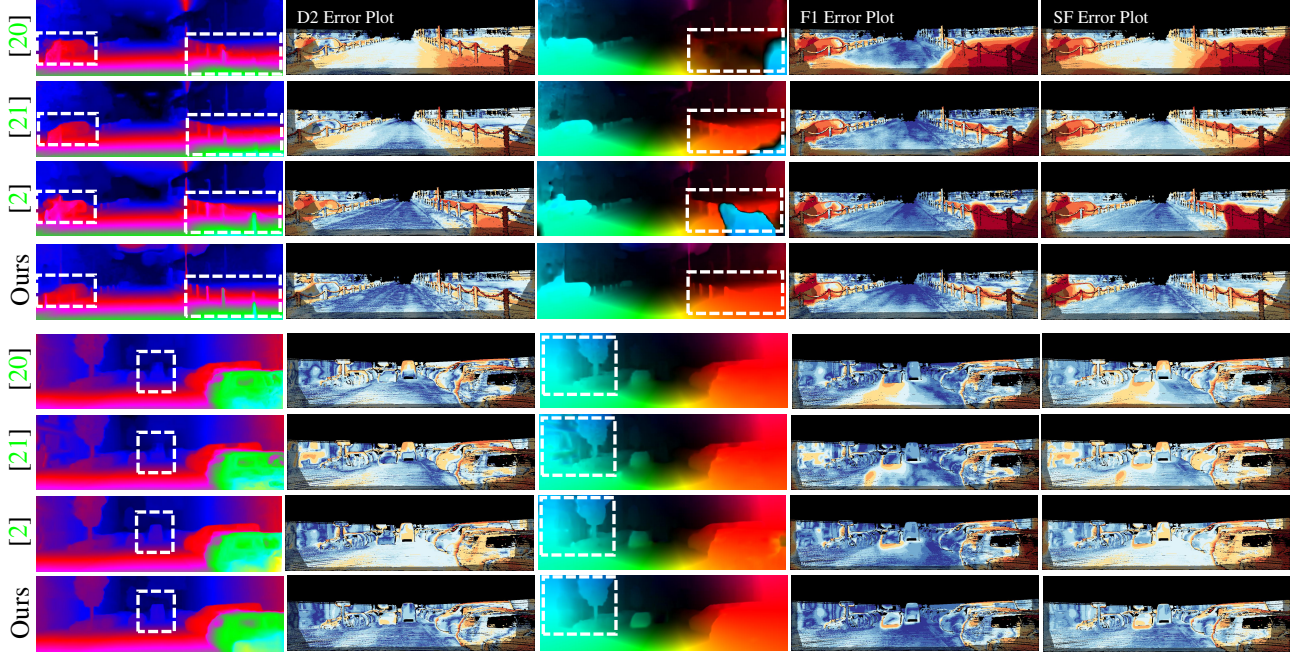 D2 Error Plot
F1 Error Plot
SF Error Plot
[20]
[21]
[2]
Ours
[20]
[21]
[2]
Ours